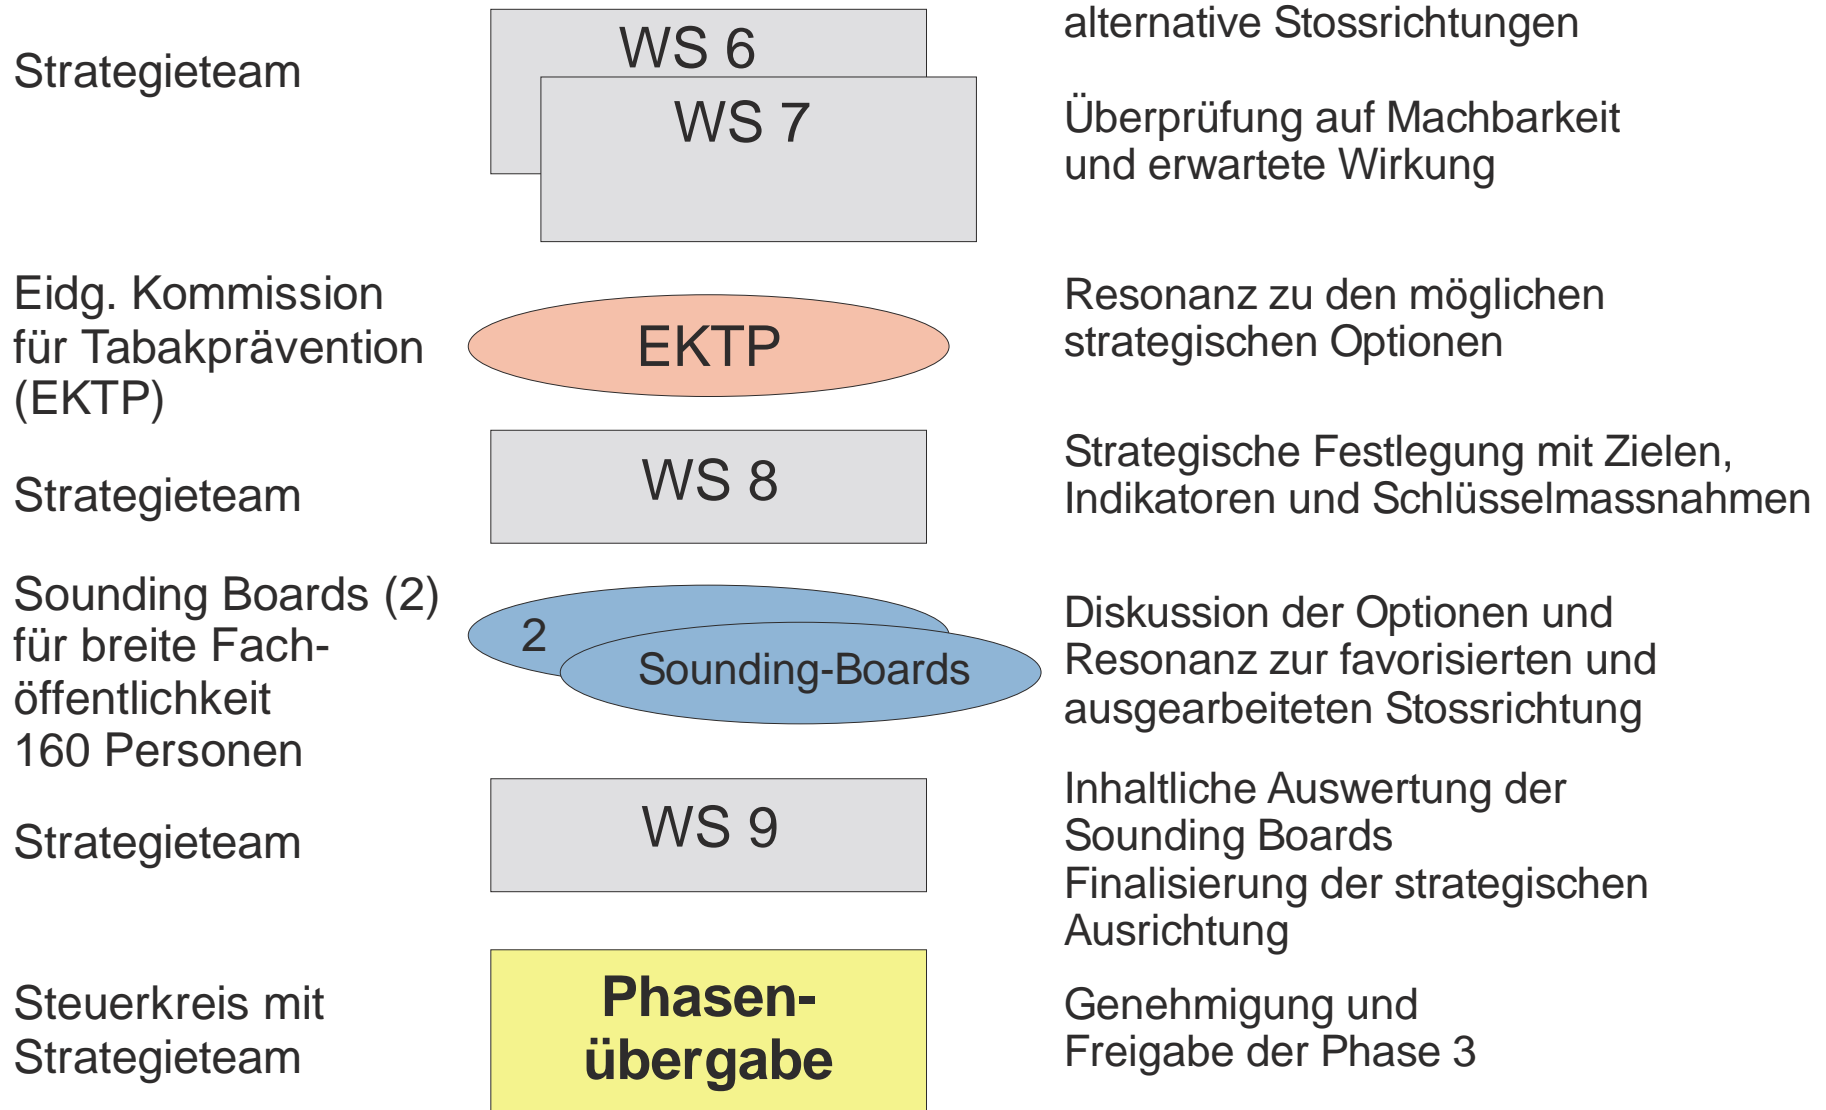 Strategieteam
WS 6
WS 7
alternative Stossrichtungen
Überprüfung auf Machbarkeit
und erwartete Wirkung
Eidg. Kommission
für Tabakprävention
(EKTP)
EKTP
Resonanz zu den möglichen
strategischen Optionen
Strategieteam
WS 8
Strategische Festlegung mit Zielen,
Indikatoren und Schlüsselmassnahmen
Sounding Boards (2)
für breite Fach-
öffentlichkeit
160 Personen
2
Sounding-Boards
Diskussion der Optionen und
Resonanz zur favorisierten und
ausgearbeiteten Stossrichtung
Strategieteam
WS 9
Inhaltliche Auswertung der
Sounding Boards
Finalisierung der strategischen
Ausrichtung
Steuerkreis mit
Strategieteam
Phasen-
übergabe
Genehmigung und
Freigabe der Phase 3